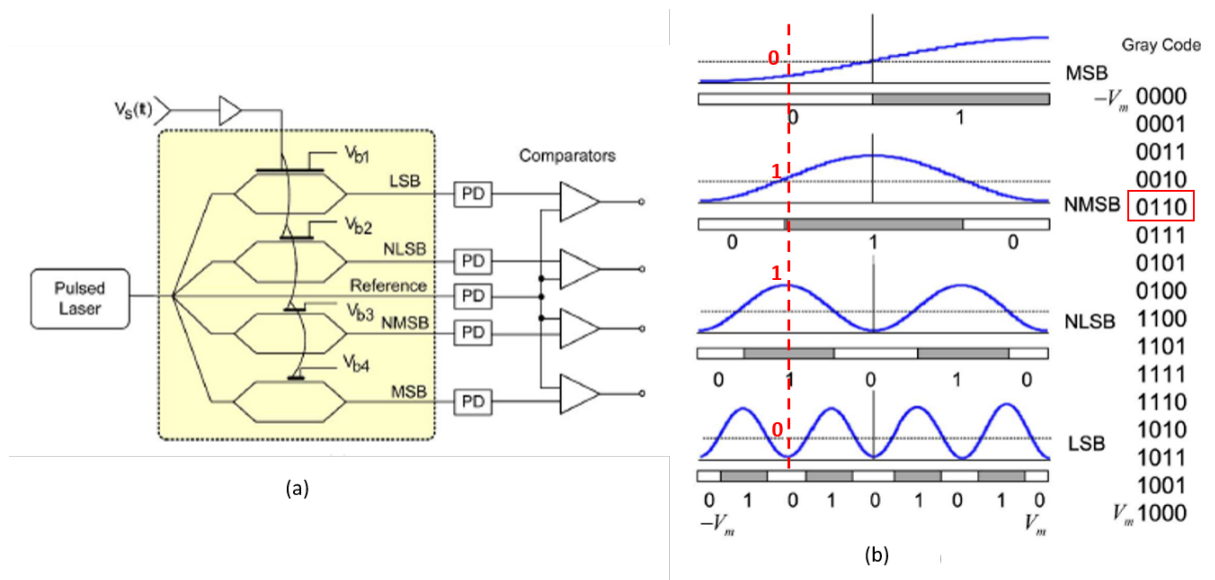 V_s(t)
V_b1
LSB
PD
Comparators
V_b2
NLSB
PD
Pulsed
Laser
Reference
PD
V_b3
NMSB
PD
V_b4
MSB
PD
(a)
0
MSB
0 1
1
NMSB
0 1 0
1
NLSB
0 1 0 1 0
0
LSB
0 1 0 1 0 1 0 1 0
-V_m V_m
(b)
Gray Code
-V_m 0000
0001
0011
0010
0110
0111
0101
0100
1100
1101
1111
1110
1010
1011
1001
V_m 1000